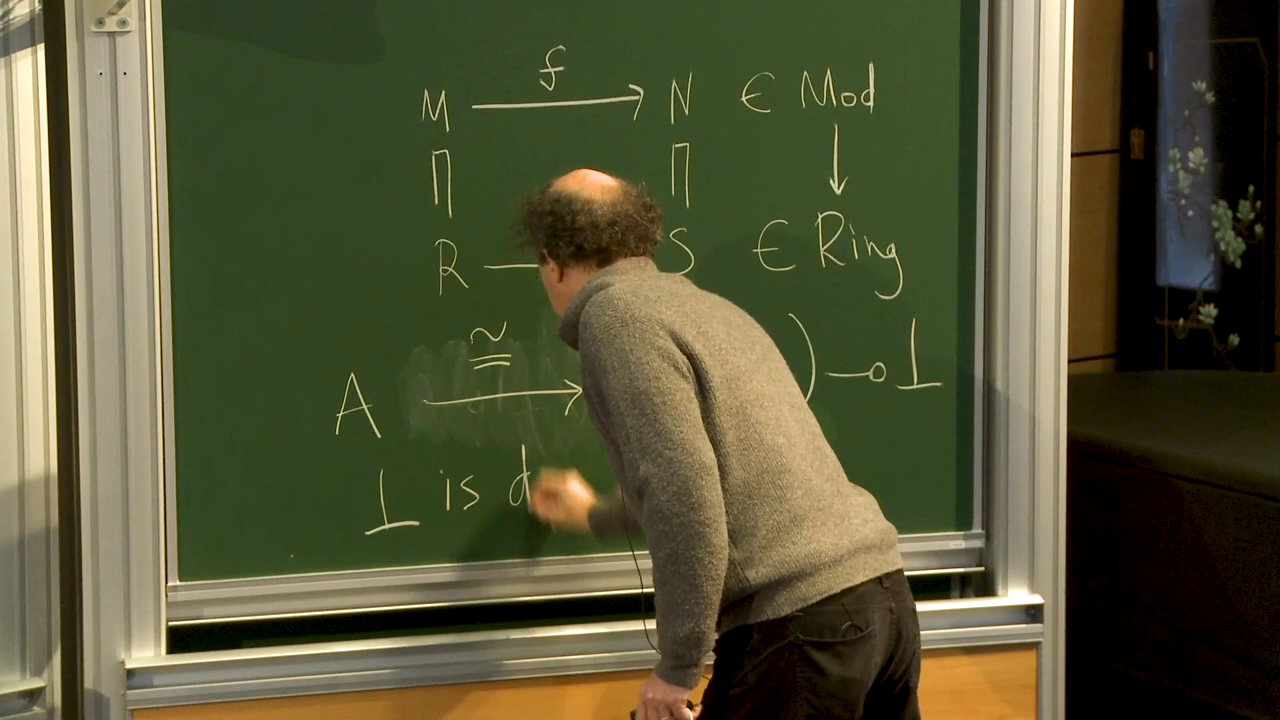 f
M → N ∈ Mod
⊓ ⊓ ↓
R — S ∈ Ring
A ≅→ ) ⊸ ⊥
⊥ is d